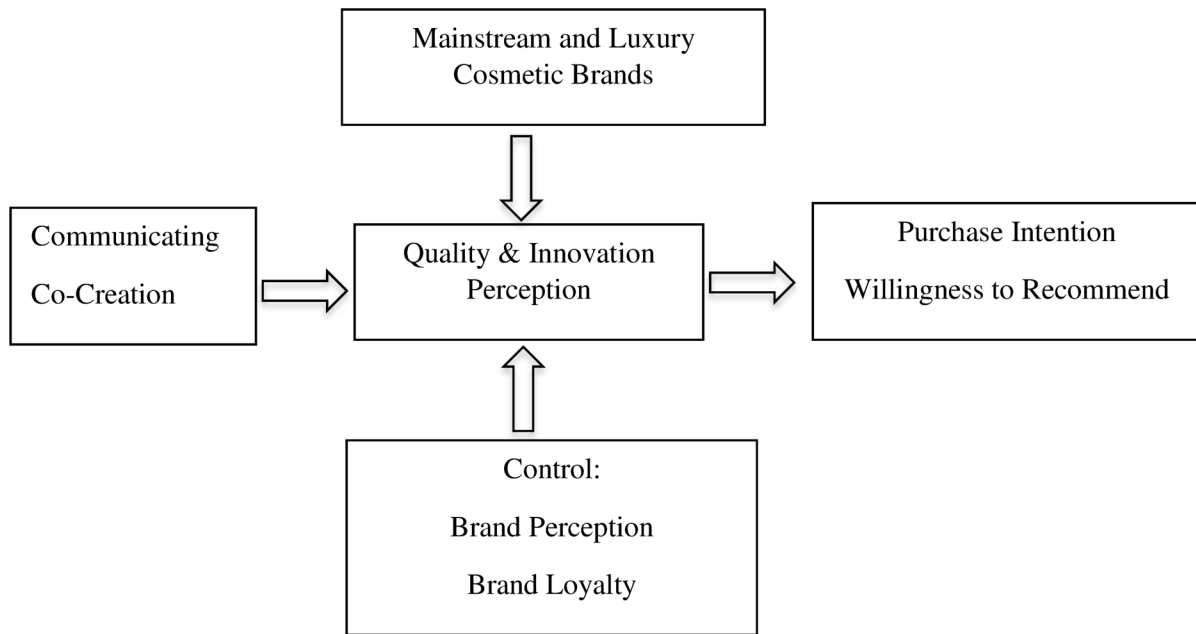 Mainstream and Luxury
Cosmetic Brands
Communicating
Co-Creation
Quality & Innovation
Perception
Purchase Intention
Willingness to Recommend
Control:
Brand Perception
Brand Loyalty